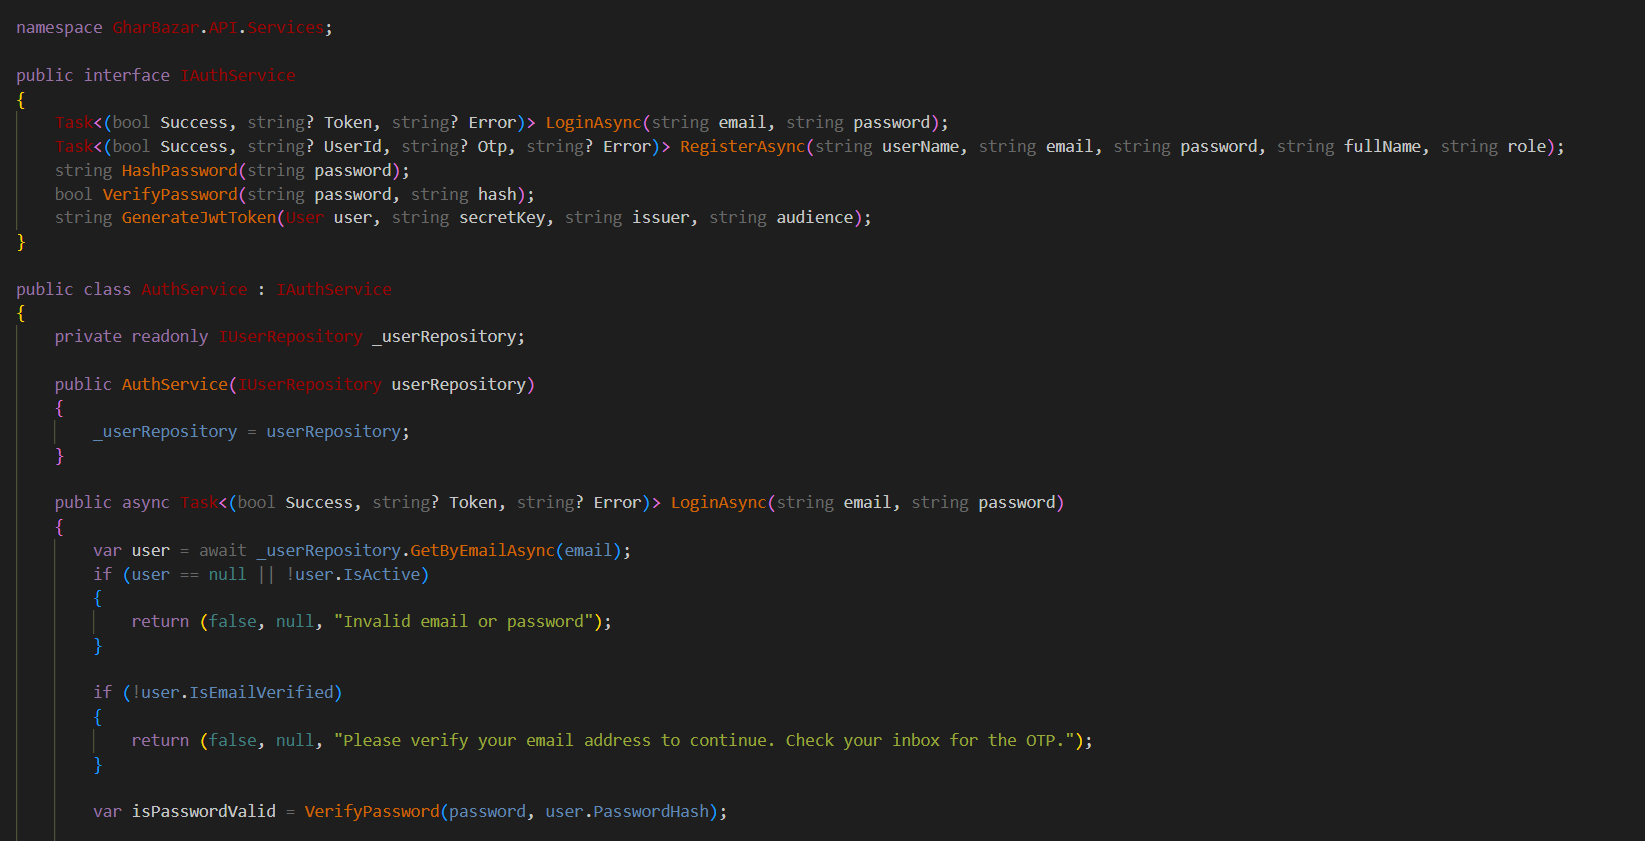 namespace GharBazar.API.Services;
public interface IAuthService
{
Task<(bool Success, string? Token, string? Error)> LoginAsync(string email, string password);
Task<(bool Success, string? UserId, string? Otp, string? Error)> RegisterAsync(string userName, string email, string password, string fullName, string role);
string HashPassword(string password);
bool VerifyPassword(string password, string hash);
string GenerateJwtToken(User user, string secretKey, string issuer, string audience);
}
public class AuthService : IAuthService
{
private readonly IUserRepository _userRepository;
public AuthService(IUserRepository userRepository)
{
_userRepository = userRepository;
}
public async Task<(bool Success, string? Token, string? Error)> LoginAsync(string email, string password)
{
var user = await _userRepository.GetByEmailAsync(email);
if (user == null || !user.IsActive)
{
return (false, null, "Invalid email or password");
}
if (!user.IsEmailVerified)
{
return (false, null, "Please verify your email address to continue. Check your inbox for the OTP.");
}
var isPasswordValid = VerifyPassword(password, user.PasswordHash);